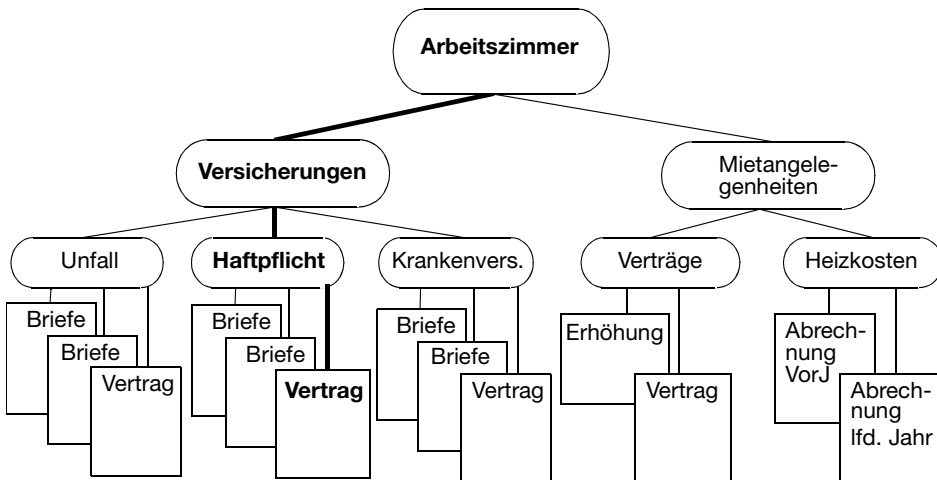 Arbeitszimmer
Versicherungen
Mietangele-
genheiten
Unfall
Haftpflicht
Krankenvers.
Verträge
Heizkosten
Briefe
Briefe
Vertrag
Briefe
Briefe
Vertrag
Briefe
Briefe
Vertrag
Erhöhung
Vertrag
Abrech-
nung
VorJ
Abrech-
nung
lfd. Jahr